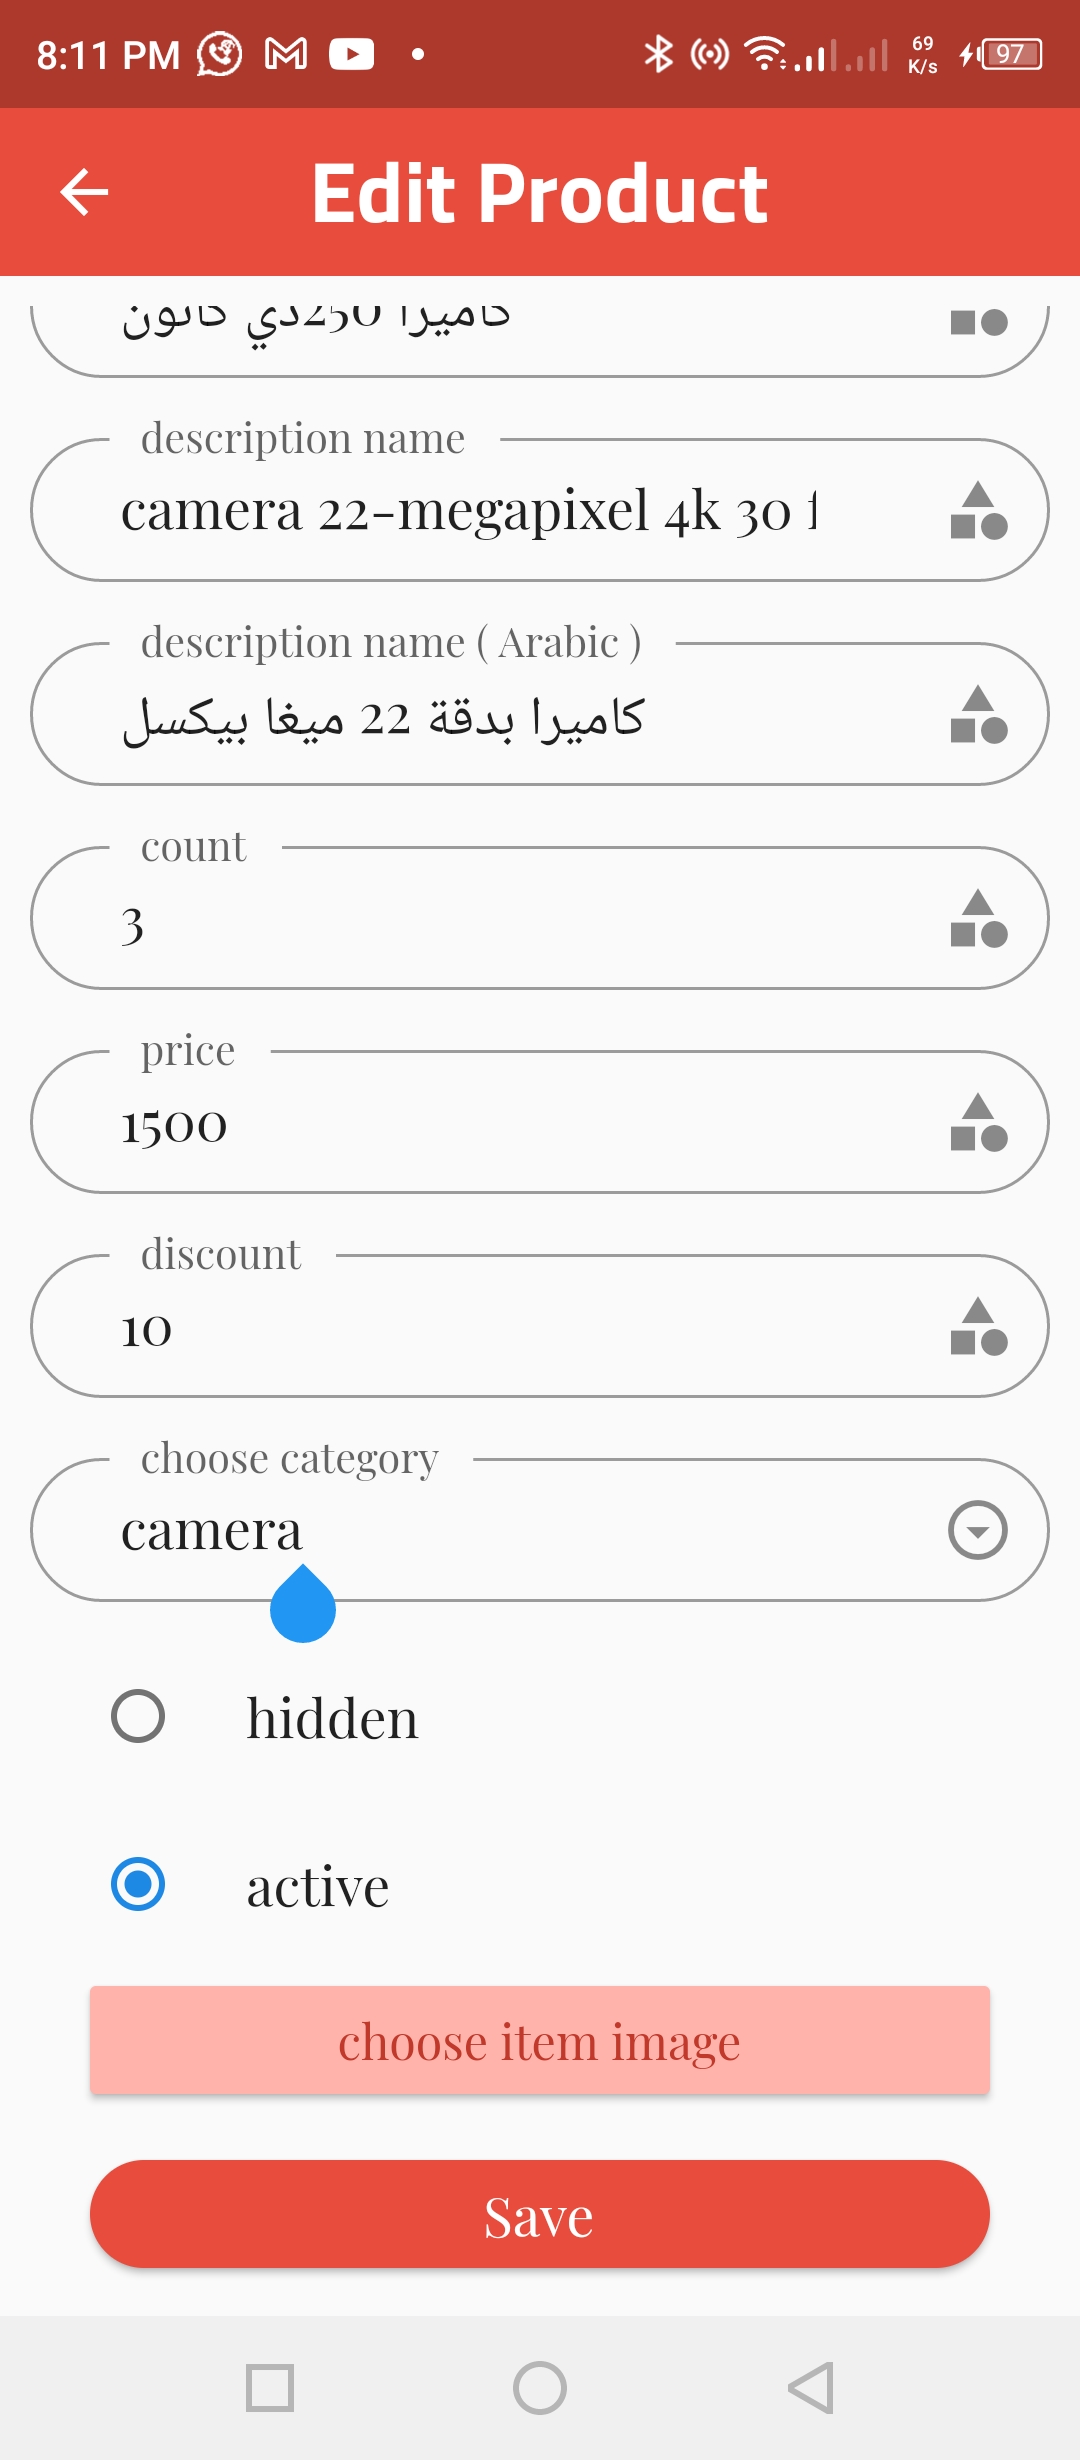 8:11 PM
69
K/s
97
Edit Product
كاميرا 250دي كانون
description name
camera 22-megapixel 4k 30
description name ( Arabic )
كاميرا بدقة 22 ميغا بيكسل
count
3
price
1500
discount
10
choose category
camera
hidden
active
choose item image
Save